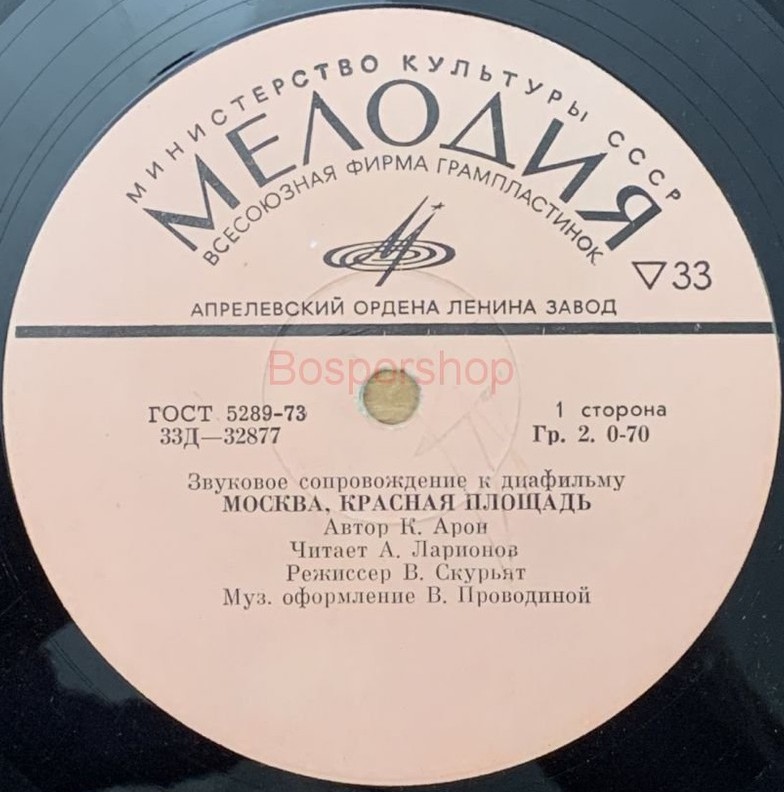 МИНИСТЕРСТВО КУЛЬТУРЫ СССР
МЕЛОДИЯ
ВСЕСОЮЗНАЯ ФИРМА ГРАМПЛАСТИНОК
▽33
АПРЕЛЕВСКИЙ ОРДЕНА ЛЕНИНА ЗАВОД
Bosporshop
ГОСТ 5289-73
33Д—32877
1 сторона
Гр. 2. 0-70
Звуковое сопровождение к диафильму
МОСКВА, КРАСНАЯ ПЛОЩАДЬ
Автор К. Арон
Читает А. Ларионов
Режиссер В. Скурьят
Муз. оформление В. Проводиной